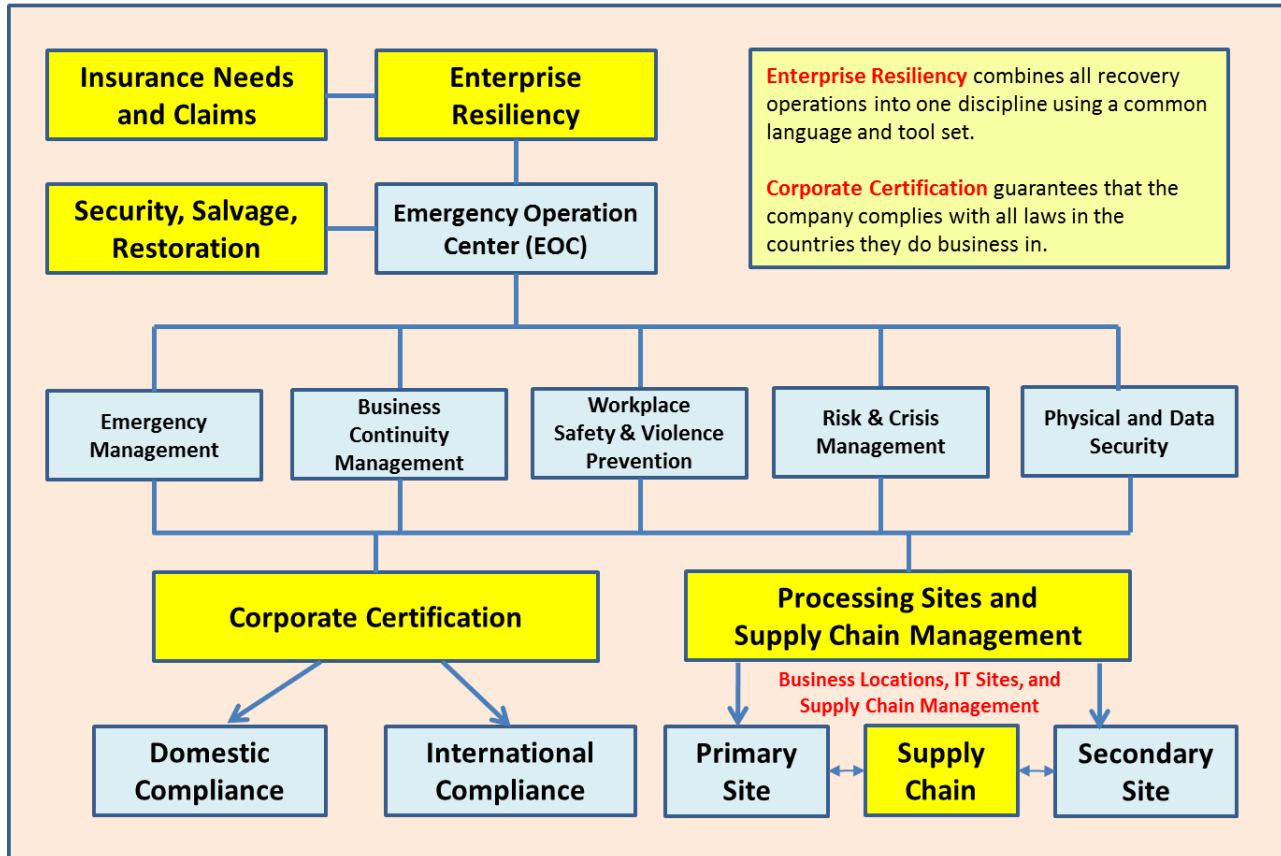 Insurance Needs
and Claims
Enterprise
Resiliency
Enterprise Resiliency combines all recovery
operations into one discipline using a common
language and tool set.
Corporate Certification guarantees that the
company complies with all laws in the
countries they do business in.
Security, Salvage,
Restoration
Emergency Operation
Center (EOC)
Emergency
Management
Business
Continuity
Management
Workplace
Safety & Violence
Prevention
Risk & Crisis
Management
Physical and Data
Security
Corporate Certification
Processing Sites and
Supply Chain Management
Business Locations, IT Sites, and
Supply Chain Management
Domestic
Compliance
International
Compliance
Primary
Site
Supply
Chain
Secondary
Site